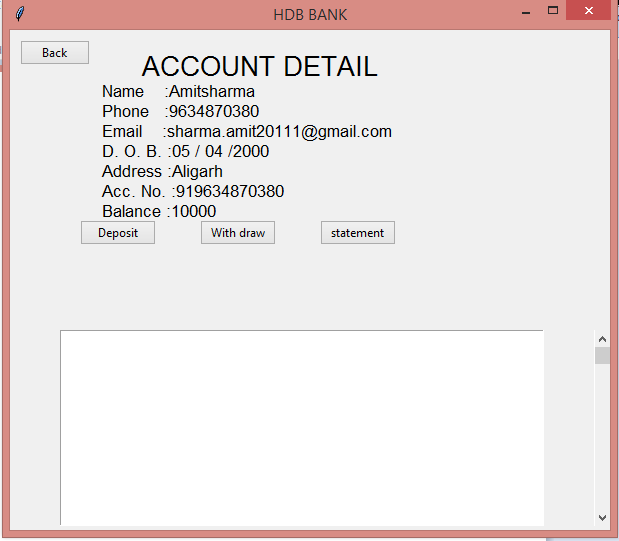 HDB BANK
Back
ACCOUNT DETAIL
Name :Amitsharma
Phone :9634870380
Email :sharma.amit20111@gmail.com
D. O. B. :05 / 04 /2000
Address :Aligarh
Acc. No. :919634870380
Balance :10000
Deposit With draw statement